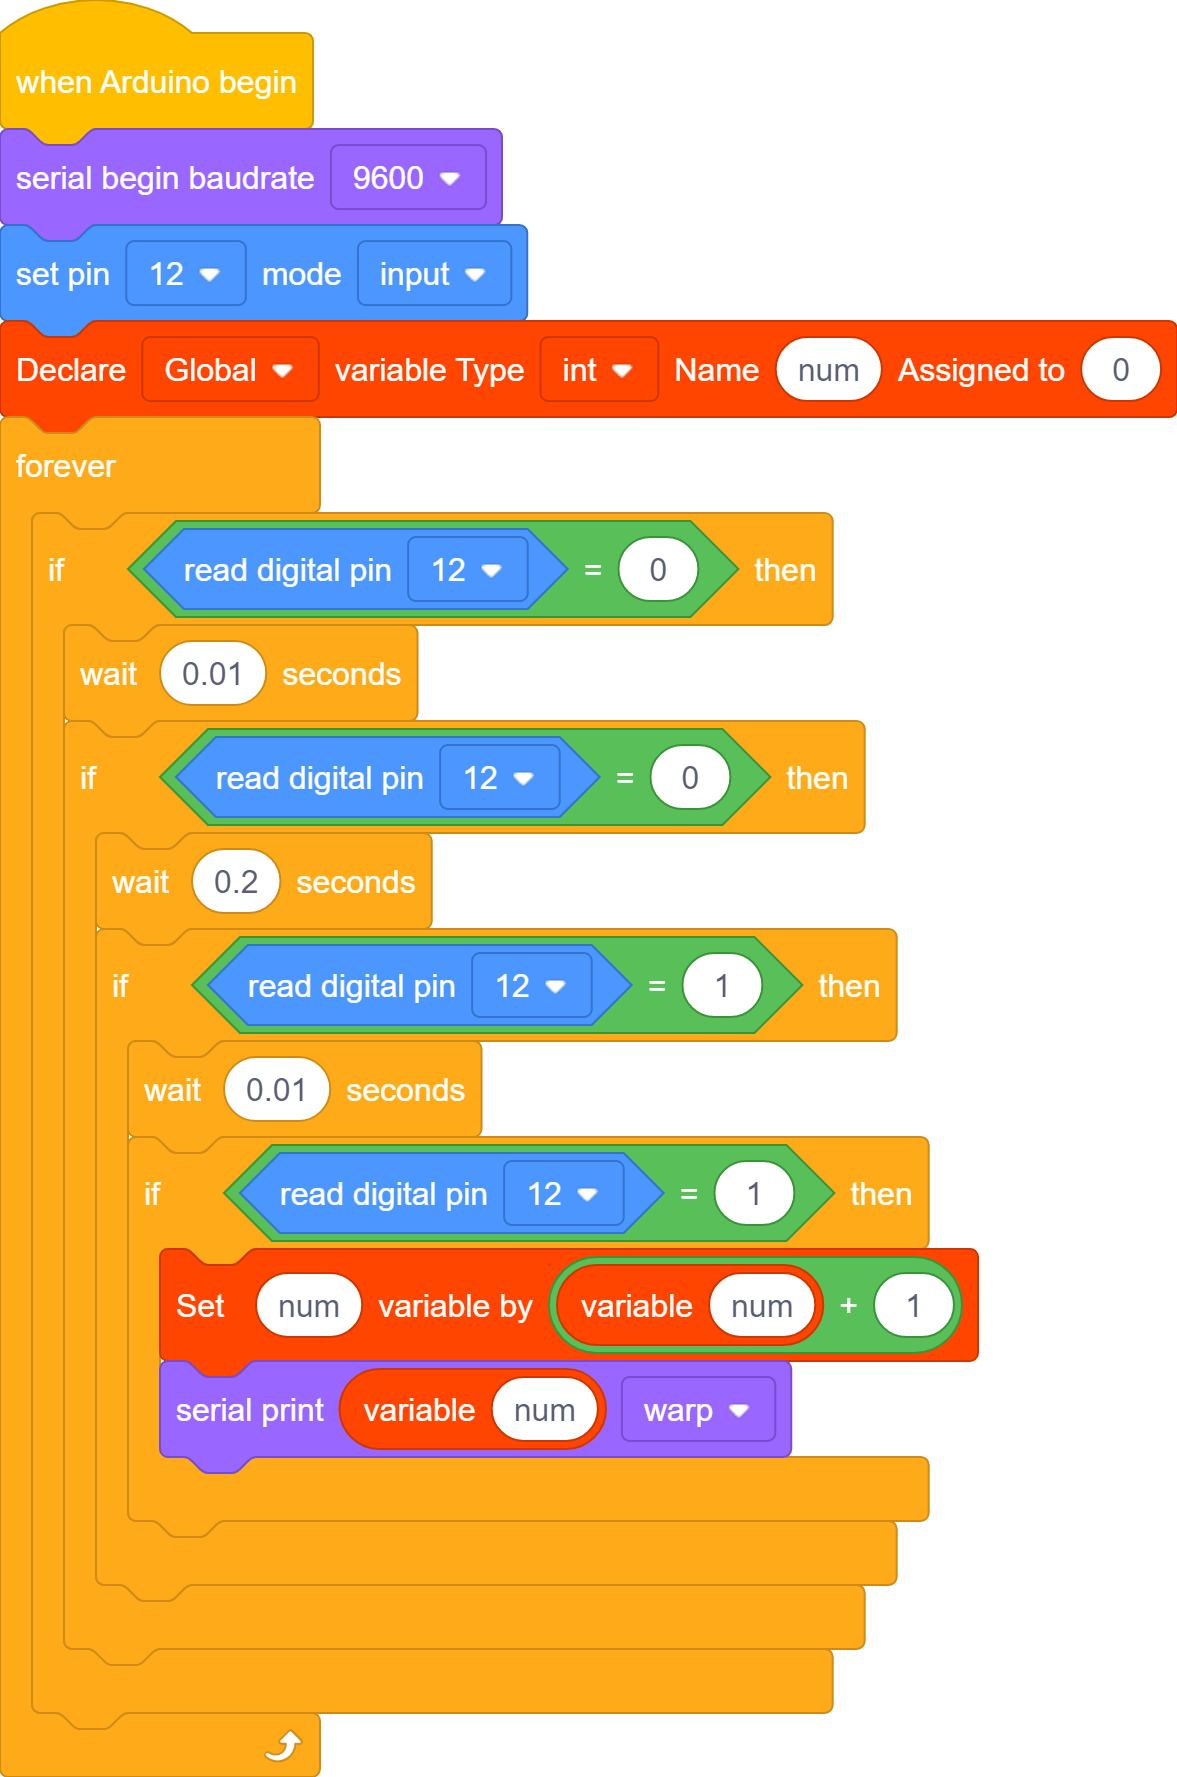 when Arduino begin
serial begin baudrate 9600
set pin 12 mode input
Declare Global variable Type int Name num Assigned to 0
forever
if read digital pin 12 = 0 then
wait 0.01 seconds
if read digital pin 12 = 0 then
wait 0.2 seconds
if read digital pin 12 = 1 then
wait 0.01 seconds
if read digital pin 12 = 1 then
Set num variable by variable num + 1
serial print variable num warp